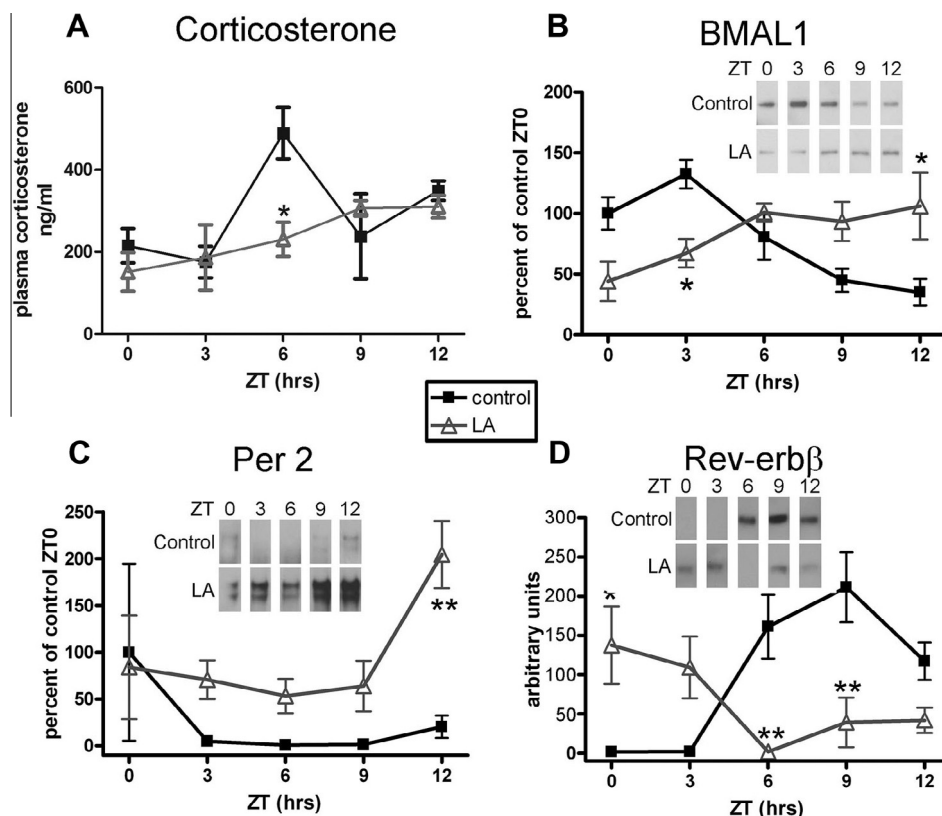 A Corticosterone
600
400
200
0
plasma corticosterone
ng/ml
0 3 6 9 12
ZT (hrs)
*
B BMAL1
ZT 0 3 6 9 12
Control
LA
200
150
100
50
0
percent of control ZT0
*
*
0 3 6 9 12
ZT (hrs)
control
LA
C Per 2
ZT 0 3 6 9 12
Control
LA
250
200
150
100
50
0
percent of control ZT0
**
0 3 6 9 12
ZT (hrs)
D Rev-erbβ
ZT 0 3 6 9 12
Control
LA
300
250
200
150
100
50
0
arbitrary units
*
**
**
0 3 6 9 12
ZT (hrs)